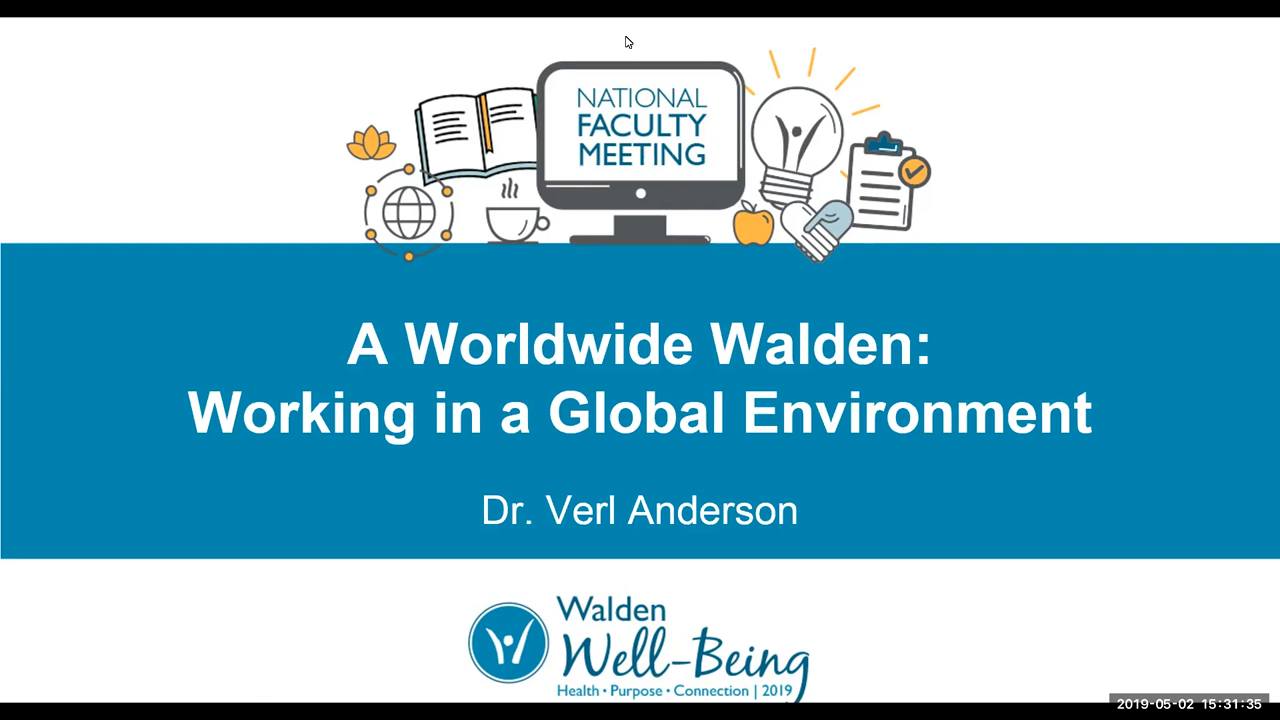 NATIONAL
FACULTY
MEETING
A Worldwide Walden:
Working in a Global Environment
Dr. Verl Anderson
Walden
Well-Being
Health • Purpose • Connection | 2019
2019-05-02 15:31:35